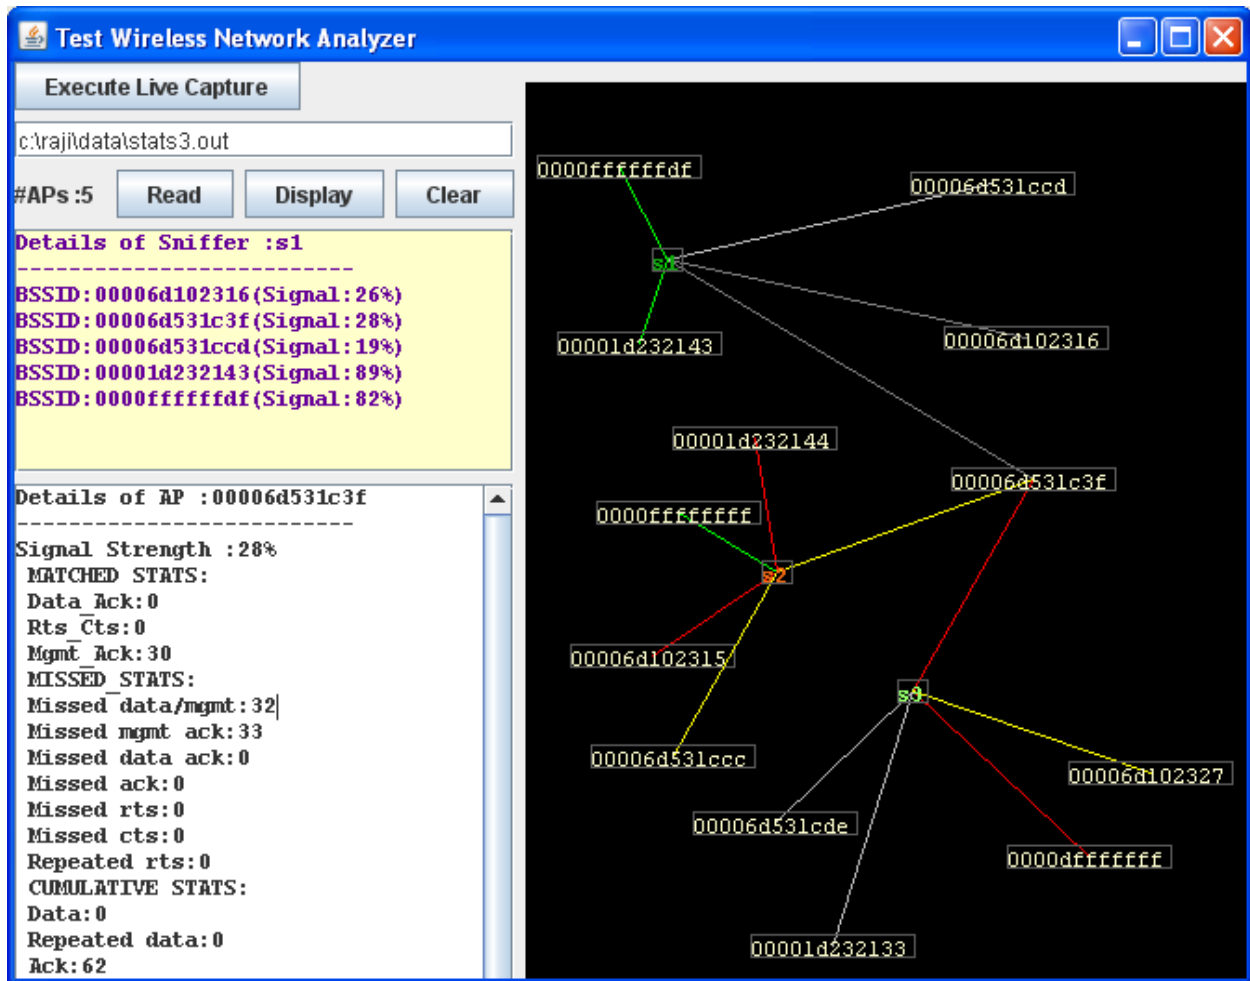 Test Wireless Network Analyzer
Execute Live Capture
c:\raji\data\stats3.out
#APs :5 Read Display Clear
Details of Sniffer :s1
--------------------------
BSSID:00006d102316(Signal:26%)
BSSID:00006d531c3f(Signal:28%)
BSSID:00006d531ccd(Signal:19%)
BSSID:00001d232143(Signal:89%)
BSSID:0000ffffffdf(Signal:82%)
Details of AP :00006d531c3f
--------------------------
Signal Strength :28%
MATCHED STATS:
Data_Ack:0
Rts_Cts:0
Mgmt_Ack:30
MISSED_STATS:
Missed data/mgmt:32
Missed mgmt ack:33
Missed data ack:0
Missed ack:0
Missed rts:0
Missed cts:0
Repeated rts:0
CUMULATIVE STATS:
Data:0
Repeated data:0
Ack:62
0000ffffffdf
00006d531ccd
s1
00001d232143
00006d102316
00001d232144
00006d531c3f
0000ffffffff
s2
00006d102315
00006d531ccc
00006d102327
00006d531cde
0000dfffffff
00001d232133